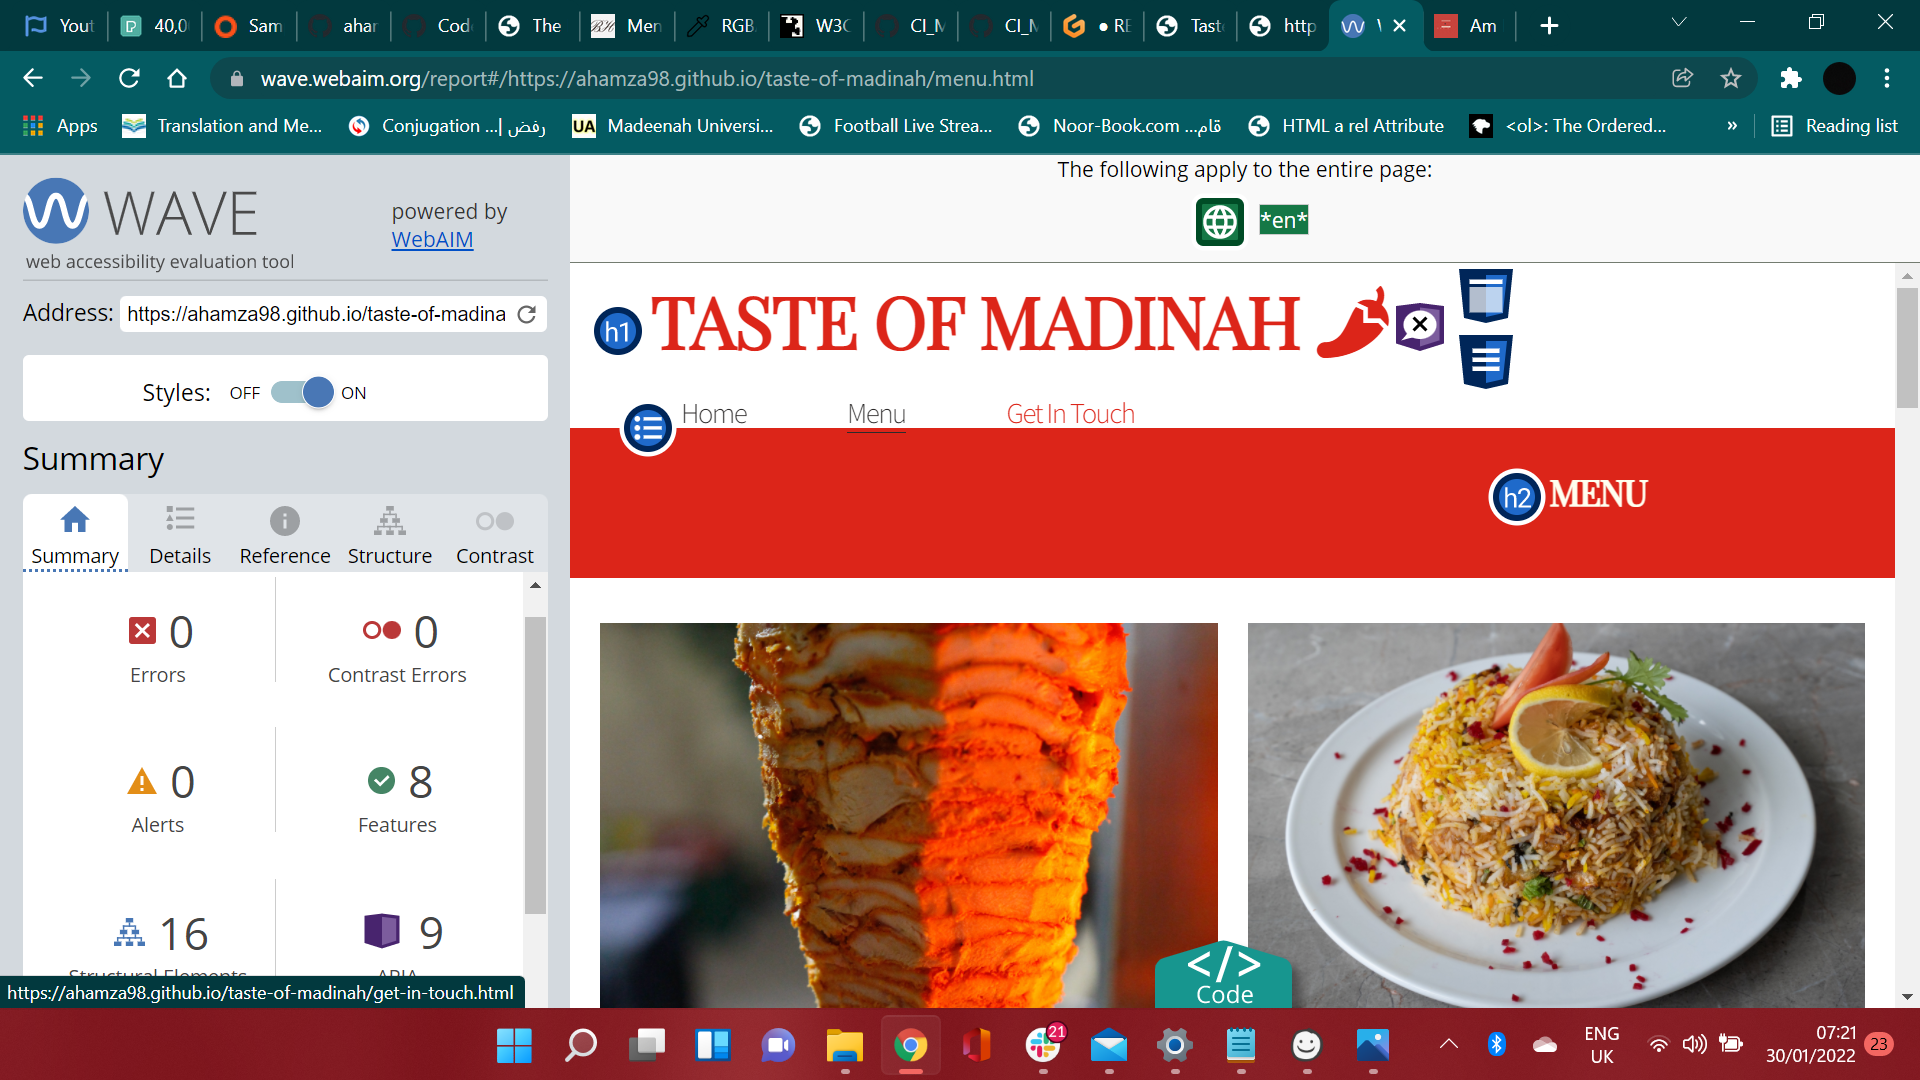 Yout
40,0
Sam
ahar
Cod
The
Men
RGB
W3C
CI_M
CI_M
RE
Tast
http
Am
wave.webaim.org/report#/https://ahamza98.github.io/taste-of-madinah/menu.html
Apps
Translation and Me...
Conjugation ...| رفض
UA Madeenah Universi...
Football Live Strea...
Noor-Book.com ...قام
HTML a rel Attribute
<ol>: The Ordered...
»
Reading list
WAVE
powered by
WebAIM
web accessibility evaluation tool
Address: https://ahamza98.github.io/taste-of-madina
Styles: OFF ON
Summary
Summary Details Reference Structure Contrast
0
Errors
0
Contrast Errors
0
Alerts
8
Features
16
Structural Elements
9
ARIA
https://ahamza98.github.io/taste-of-madinah/get-in-touch.html
The following apply to the entire page:
*en*
h1 TASTE OF MADINAH
Home Menu Get In Touch
h2 MENU
</>
Code
21
ENG
UK
07:21
30/01/2022
23